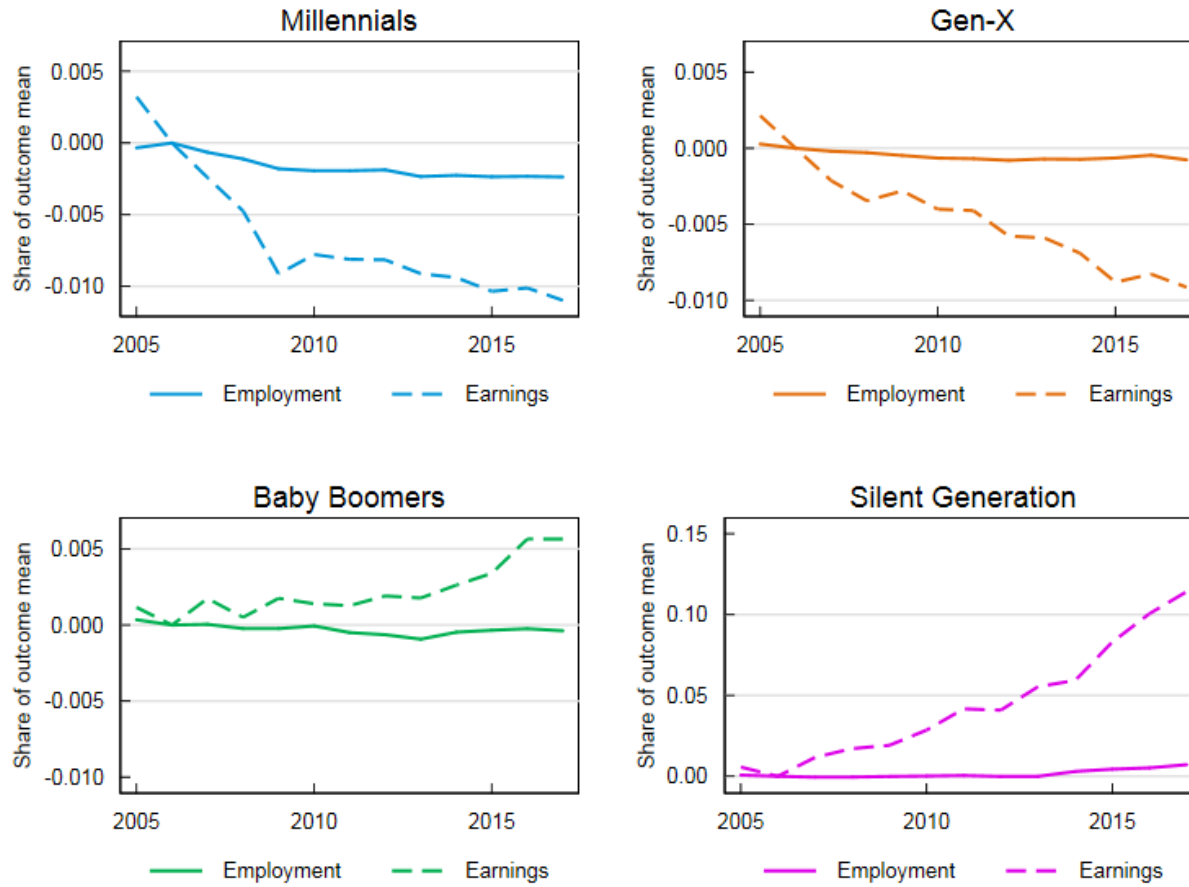 Millennials
Share of outcome mean
0.005
0.000
-0.005
-0.010
2005 2010 2015
Employment Earnings
Gen-X
Share of outcome mean
0.005
0.000
-0.005
-0.010
2005 2010 2015
Employment Earnings
Baby Boomers
Share of outcome mean
0.005
0.000
-0.005
-0.010
2005 2010 2015
Employment Earnings
Silent Generation
Share of outcome mean
0.15
0.10
0.05
0.00
2005 2010 2015
Employment Earnings